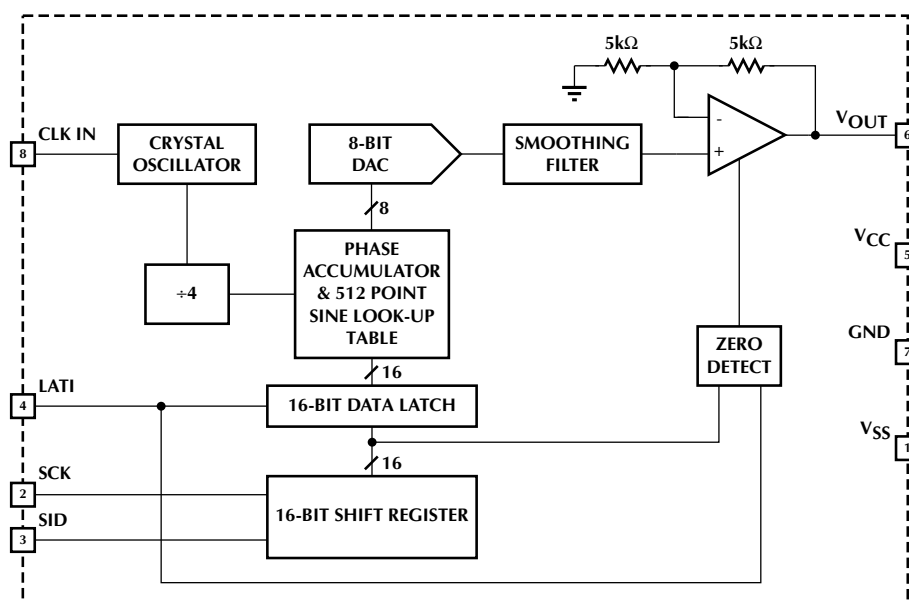 5kΩ
5kΩ
CLK IN
8
CRYSTAL
OSCILLATOR
8-BIT
DAC
SMOOTHING
FILTER
-
+
VOUT
6
8
PHASE
ACCUMULATOR
& 512 POINT
SINE LOOK-UP
TABLE
÷4
VCC
5
ZERO
DETECT
GND
7
16
LATI
4
16-BIT DATA LATCH
VSS
1
16
SCK
2
16-BIT SHIFT REGISTER
SID
3